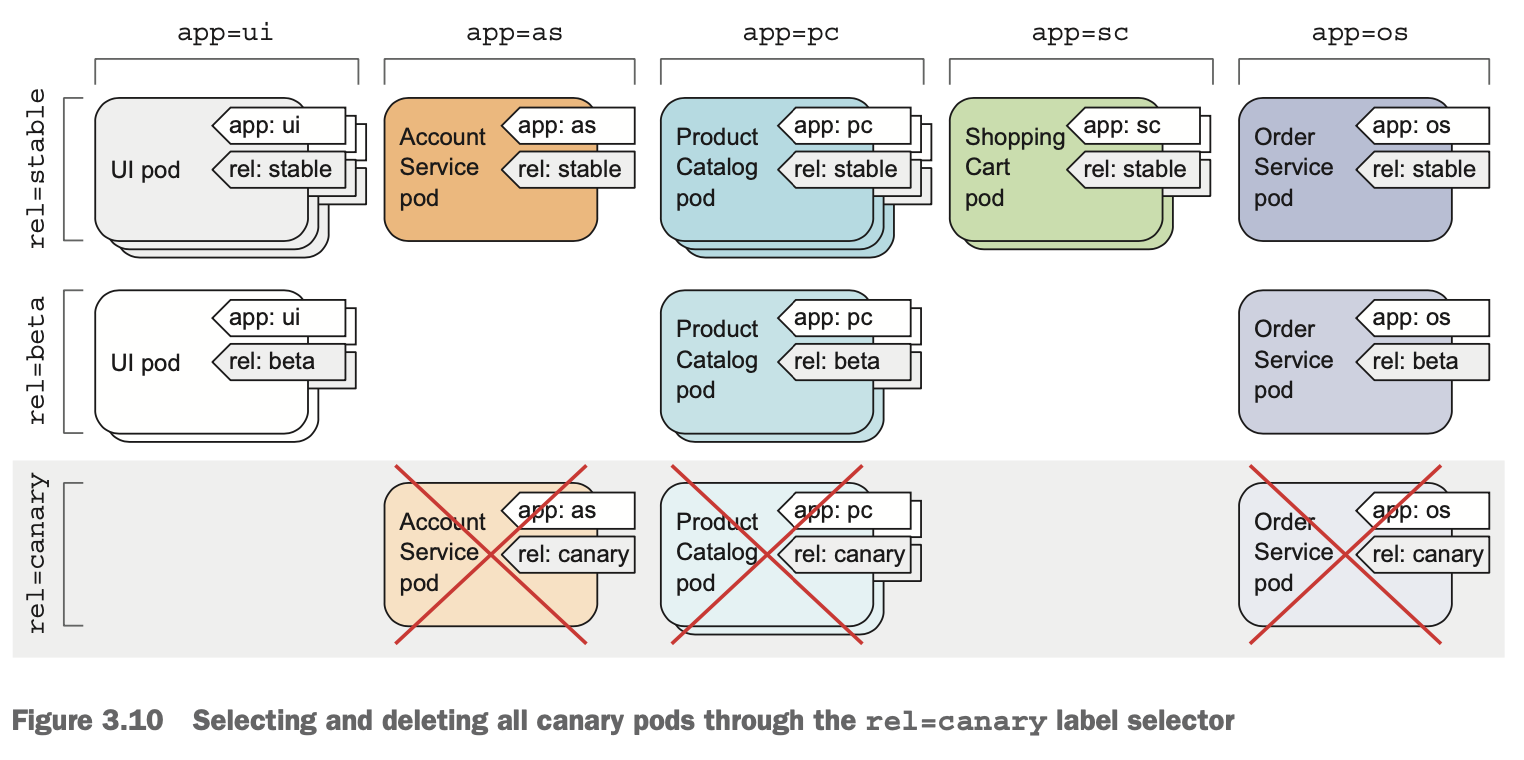 app=ui
app=as
app=pc
app=sc
app=os
rel=stable
UI pod
app: ui
rel: stable
Account
Service
pod
app: as
rel: stable
Product
Catalog
pod
app: pc
rel: stable
Shopping
Cart
pod
app: sc
rel: stable
Order
Service
pod
app: os
rel: stable
rel=beta
UI pod
app: ui
rel: beta
Product
Catalog
pod
app: pc
rel: beta
Order
Service
pod
app: os
rel: beta
rel=canary
Account
Service
pod
app: as
rel: canary
Product
Catalog
pod
app: pc
rel: canary
Order
Service
pod
app: os
rel: canary
Figure 3.10 Selecting and deleting all canary pods through the rel=canary label selector